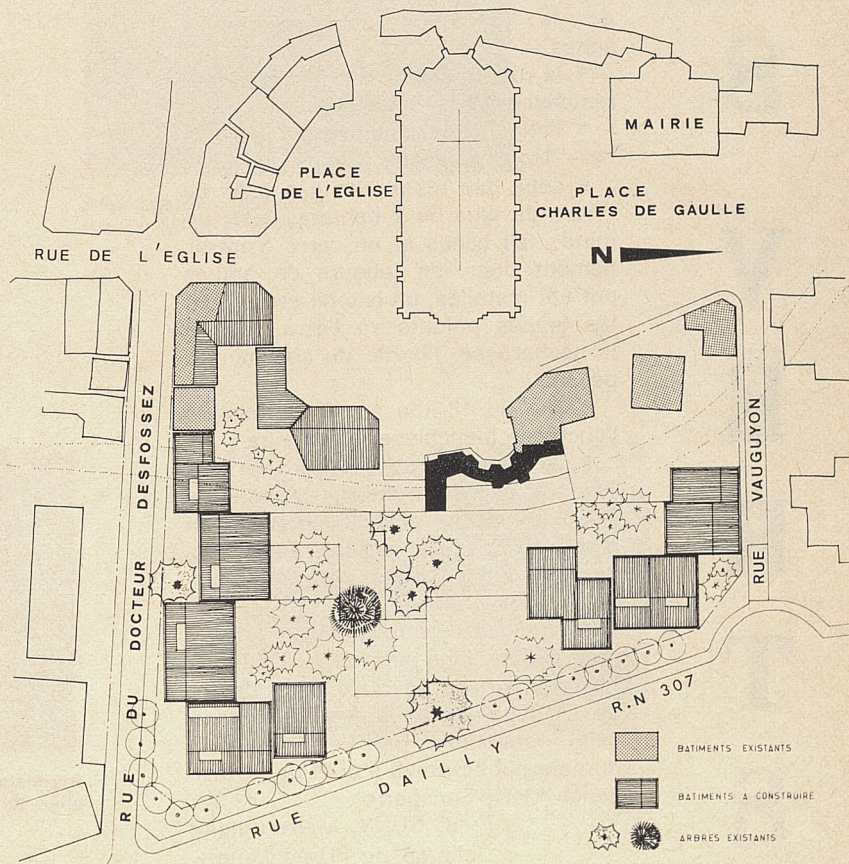 MAIRIE
PLACE
DE L'EGLISE
PLACE
CHARLES DE GAULLE
RUE DE L'EGLISE
N
RUE DU DOCTEUR DESFOSSEZ
RUE VAUGUYON
R.N 307
RUE DAILLY
BATIMENTS EXISTANTS
BATIMENTS A CONSTRUIRE
ARBRES EXISTANTS